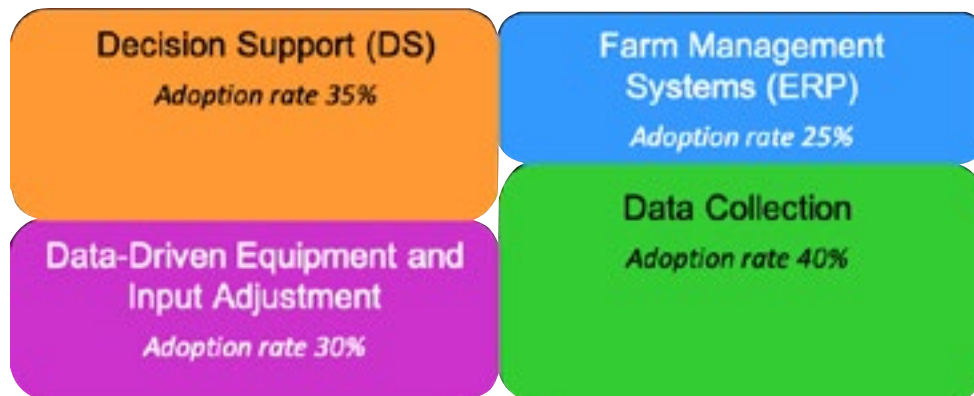 Decision Support (DS)
Adoption rate 35%
Farm Management
Systems (ERP)
Adoption rate 25%
Data-Driven Equipment and
Input Adjustment
Adoption rate 30%
Data Collection
Adoption rate 40%